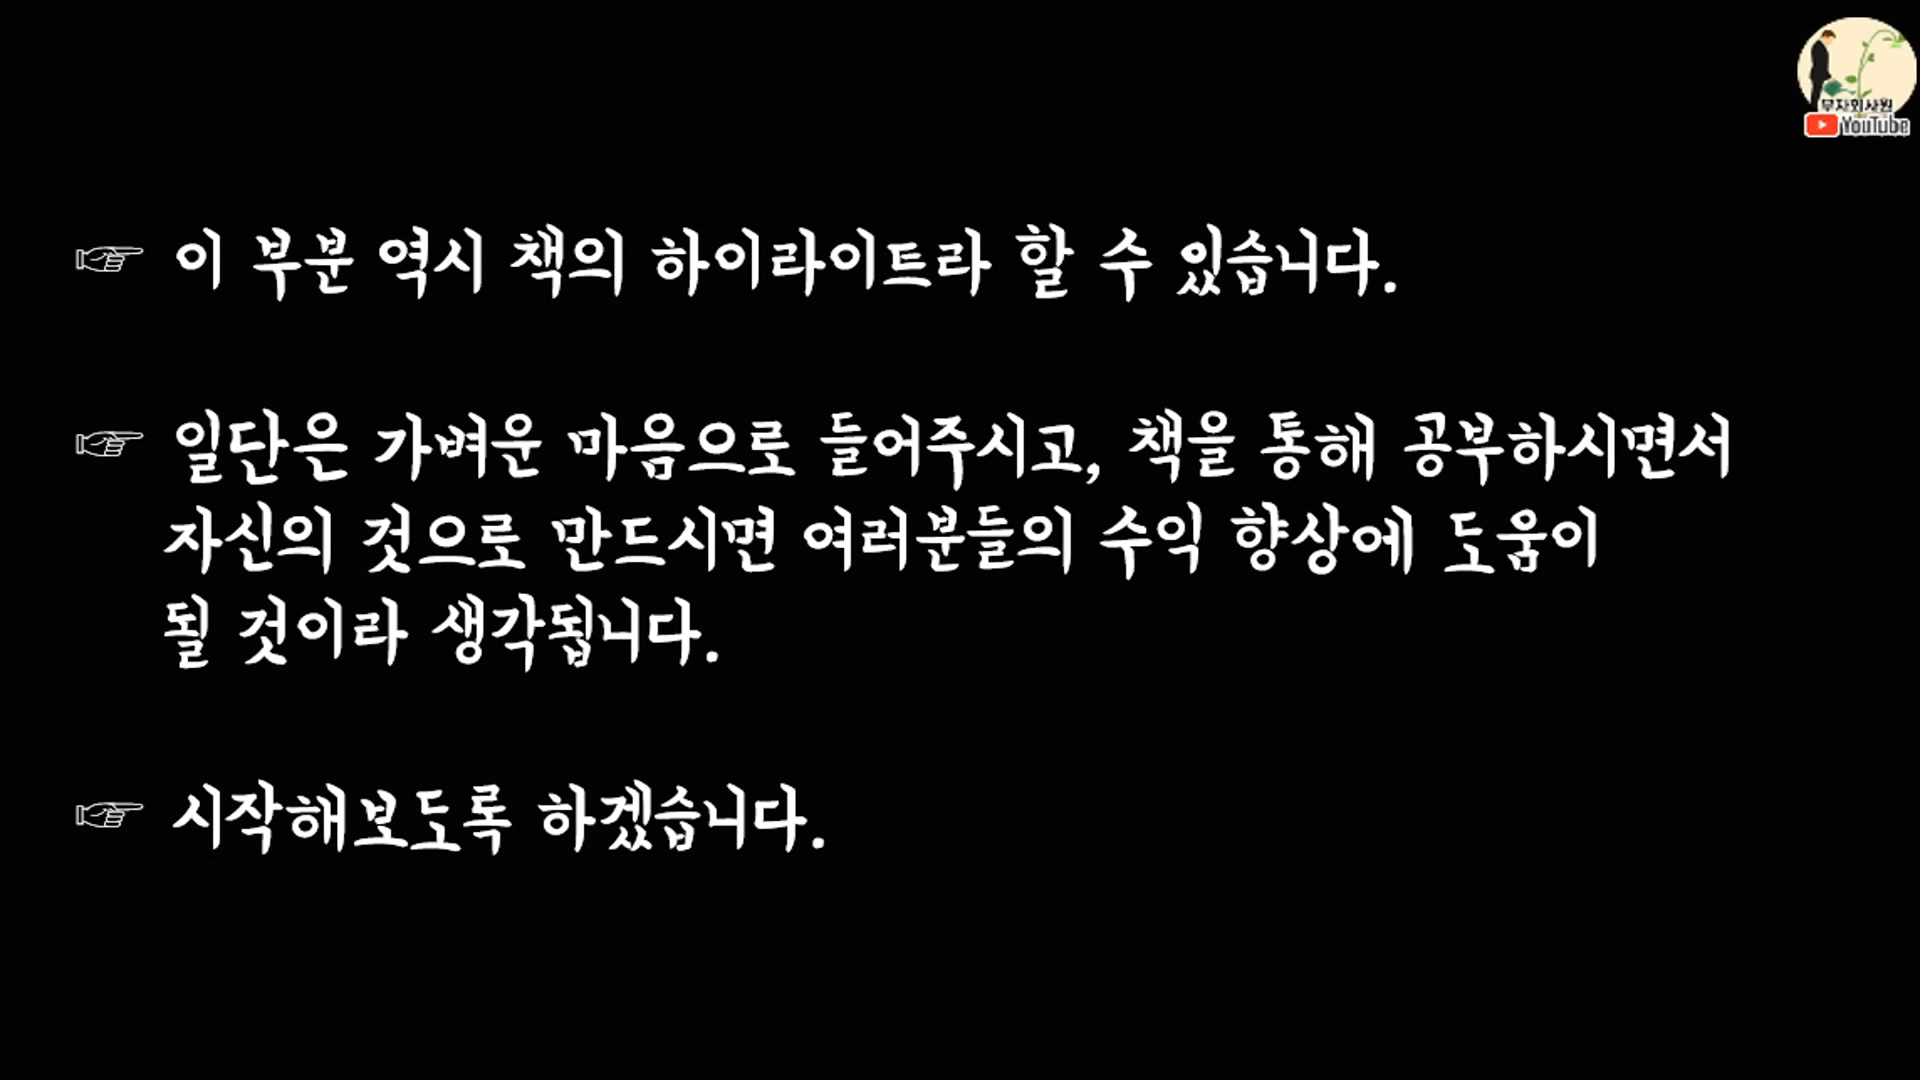 부자회사원
YouTube
☞ 이 부분 역시 책의 하이라이트라 할 수 있습니다.
☞ 일단은 가벼운 마음으로 들어주시고, 책을 통해 공부하시면서
자신의 것으로 만드시면 여러분들의 수익 향상에 도움이
될 것이라 생각됩니다.
☞ 시작해보도록 하겠습니다.